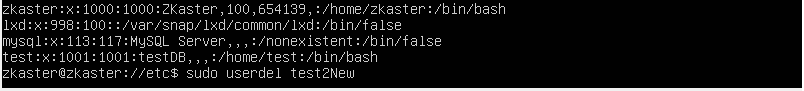 zkaster:x:1000:1000:ZKaster,100,654139,:/home/zkaster:/bin/bash
lxd:x:998:100::/var/snap/lxd/common/lxd:/bin/false
mysql:x:113:117:MySQL Server,,,:/nonexistent:/bin/false
test:x:1001:1001:testDB,,,:/home/test:/bin/bash
zkaster@zkaster://etc$ sudo userdel test2New